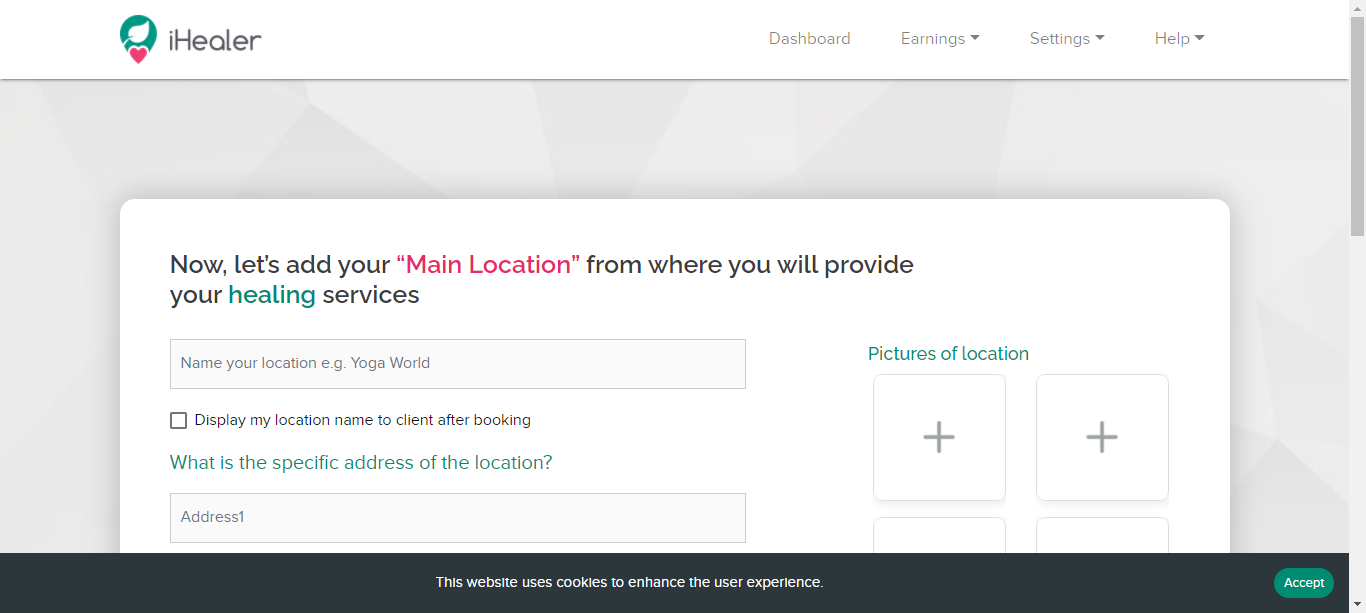 iHealer
Dashboard
Earnings
Settings
Help
Now, let’s add your “Main Location” from where you will provide
your healing services
Name your location e.g. Yoga World
Display my location name to client after booking
What is the specific address of the location?
Address1
Pictures of location
This website uses cookies to enhance the user experience.
Accept